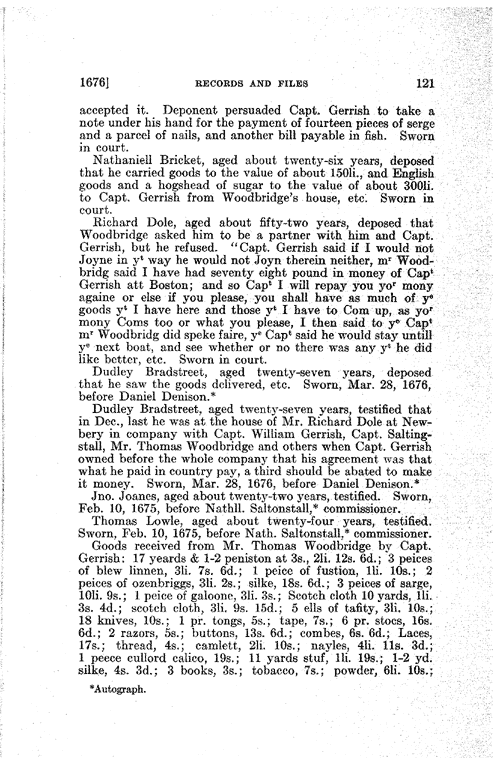 1676] RECORDS AND FILES 121
accepted it. Deponent persuaded Capt. Gerrish to take a
note under his hand for the payment of fourteen pieces of serge
and a parcel of nails, and another bill payable in fish. Sworn
in court.
Nathaniell Bricket, aged about twenty-six years, deposed
that he carried goods to the value of about 150li., and English
goods and a hogshead of sugar to the value of about 300li.
to Capt. Gerrish from Woodbridge's house, etc. Sworn in
court.
Richard Dole, aged about fifty-two years, deposed that
Woodbridge asked him to be a partner with him and Capt.
Gerrish, but he refused. "Capt. Gerrish said if I would not
Joyne in yᵗ way he would not Joyn therein neither, mʳ Wood-
bridg said I have had seventy eight pound in money of Capᵗ
Gerrish att Boston; and so Capᵗ I will repay you yoʳ mony
againe or else if you please, you shall have as much of yᵉ
goods yᵗ I have here and those yᵗ I have to Com up, as yoʳ
mony Coms too or what you please, I then said to yᵉ Capᵗ
mʳ Woodbridg did speke faire, yᵉ Capᵗ said he would stay untill
yᵉ next boat, and see whether or no there was any yᵗ he did
like better, etc. Sworn in court.
Dudley Bradstreet, aged twenty-seven years, deposed
that he saw the goods delivered, etc. Sworn, Mar. 28, 1676,
before Daniel Denison.*
Dudley Bradstreet, aged twenty-seven years, testified that
in Dec., last he was at the house of Mr. Richard Dole at New-
bery in company with Capt. William Gerrish, Capt. Salting-
stall, Mr. Thomas Woodbridge and others when Capt. Gerrish
owned before the whole company that his agreement was that
what he paid in country pay, a third should be abated to make
it money. Sworn, Mar. 28, 1676, before Daniel Denison.*
Jno. Joanes, aged about twenty-two years, testified. Sworn,
Feb. 10, 1675, before Nathll. Saltonstall,* commissioner.
Thomas Lowle, aged about twenty-four years, testified.
Sworn, Feb. 10, 1675, before Nath. Saltonstall,* commissioner.
Goods received from Mr. Thomas Woodbridge by Capt.
Gerrish: 17 yeards & 1-2 peniston at 3s., 2li. 12s. 6d.; 3 peices
of blew linnen, 3li. 7s. 6d.; 1 peice of fustion, 1li. 10s.; 2
peices of ozenbriggs, 3li. 2s.; silke, 18s. 6d.; 3 peices of sarge,
10li. 9s.; 1 peice of galoone, 3li. 3s.; Scotch cloth 10 yards, 1li.
3s. 4d.; scotch cloth, 3li. 9s. 15d.; 5 ells of tafity, 3li. 10s.;
18 knives, 10s.; 1 pr. tongs, 5s.; tape, 7s.; 6 pr. stocs, 16s.
6d.; 2 razors, 5s.; buttons, 13s. 6d.; combes, 6s. 6d.; Laces,
17s.; thread, 4s.; camlett, 2li. 10s.; nayles, 4li. 11s. 3d.;
1 peece cullord calico, 19s.; 11 yards stuf, 1li. 19s.; 1-2 yd.
silke, 4s. 3d.; 3 books, 3s.; tobacco, 7s.; powder, 6li. 10s.;
*Autograph.